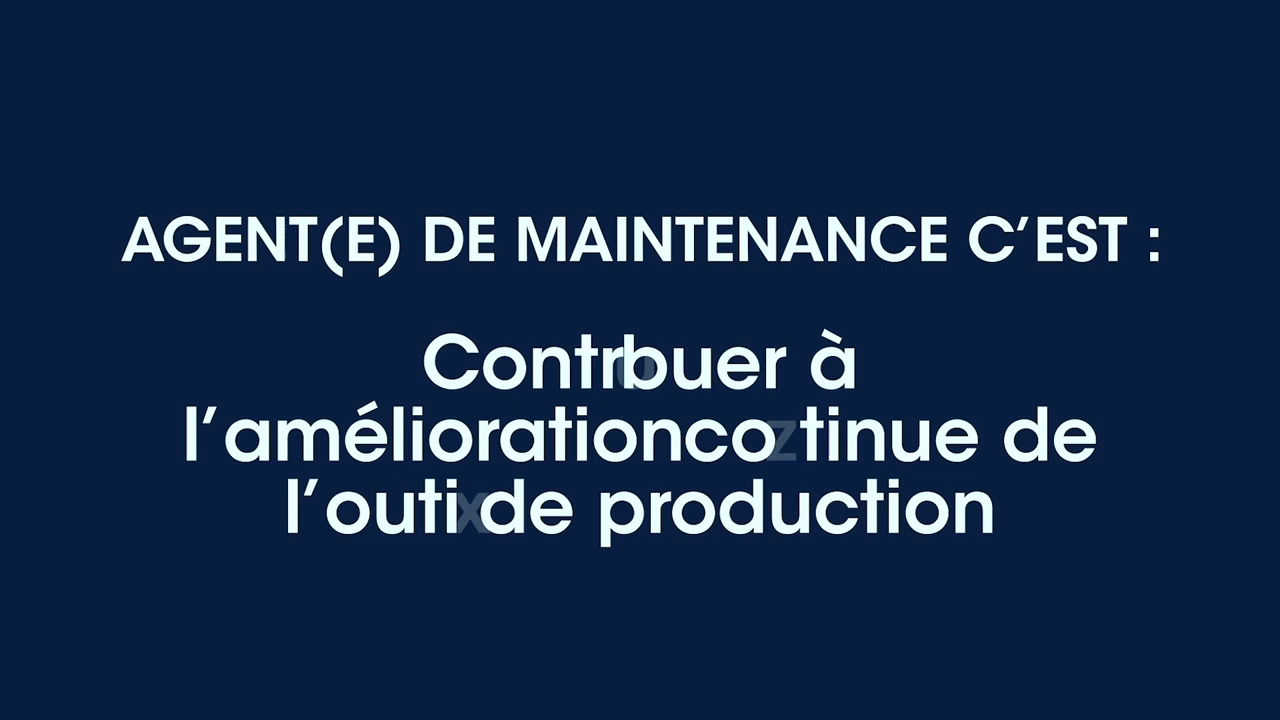 AGENT(E) DE MAINTENANCE C’EST :
Contrbuer à
l’améliorationco tinue de
l’outi de production